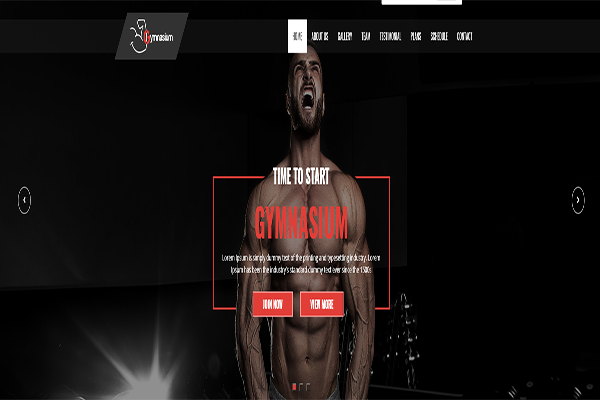 Gymnasium
HOME ABOUT US GALLERY TEAM TESTIMONIAL PLANS SCHEDULE CONTACT
TIME TO START
GYMNASIUM
Lorem Ipsum is simply dummy text of the printing and typesetting industry. Lorem
Ipsum has been the industry's standard dummy text ever since the 1500s
JOIN NOW VIEW MORE